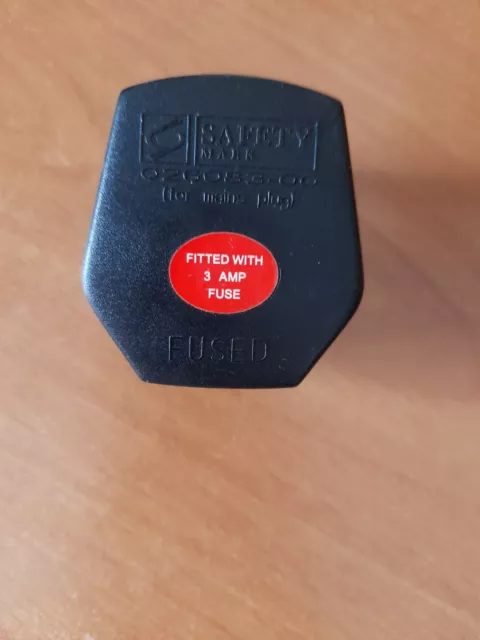 SAFETY
MARK
(for mains plug)
FITTED WITH
3 AMP
FUSE
FUSED